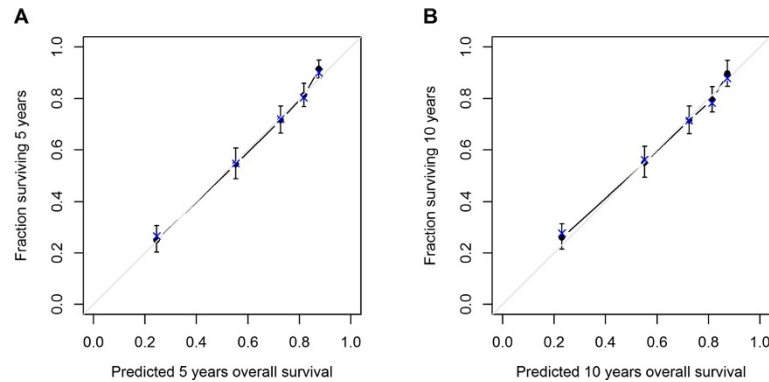 A
Fraction surviving 5 years
1.0
0.8
0.6
0.4
0.2
0.0
0.0 0.2 0.4 0.6 0.8 1.0
Predicted 5 years overall survival
B
Fraction surviving 10 years
1.0
0.8
0.6
0.4
0.2
0.0
0.0 0.2 0.4 0.6 0.8 1.0
Predicted 10 years overall survival